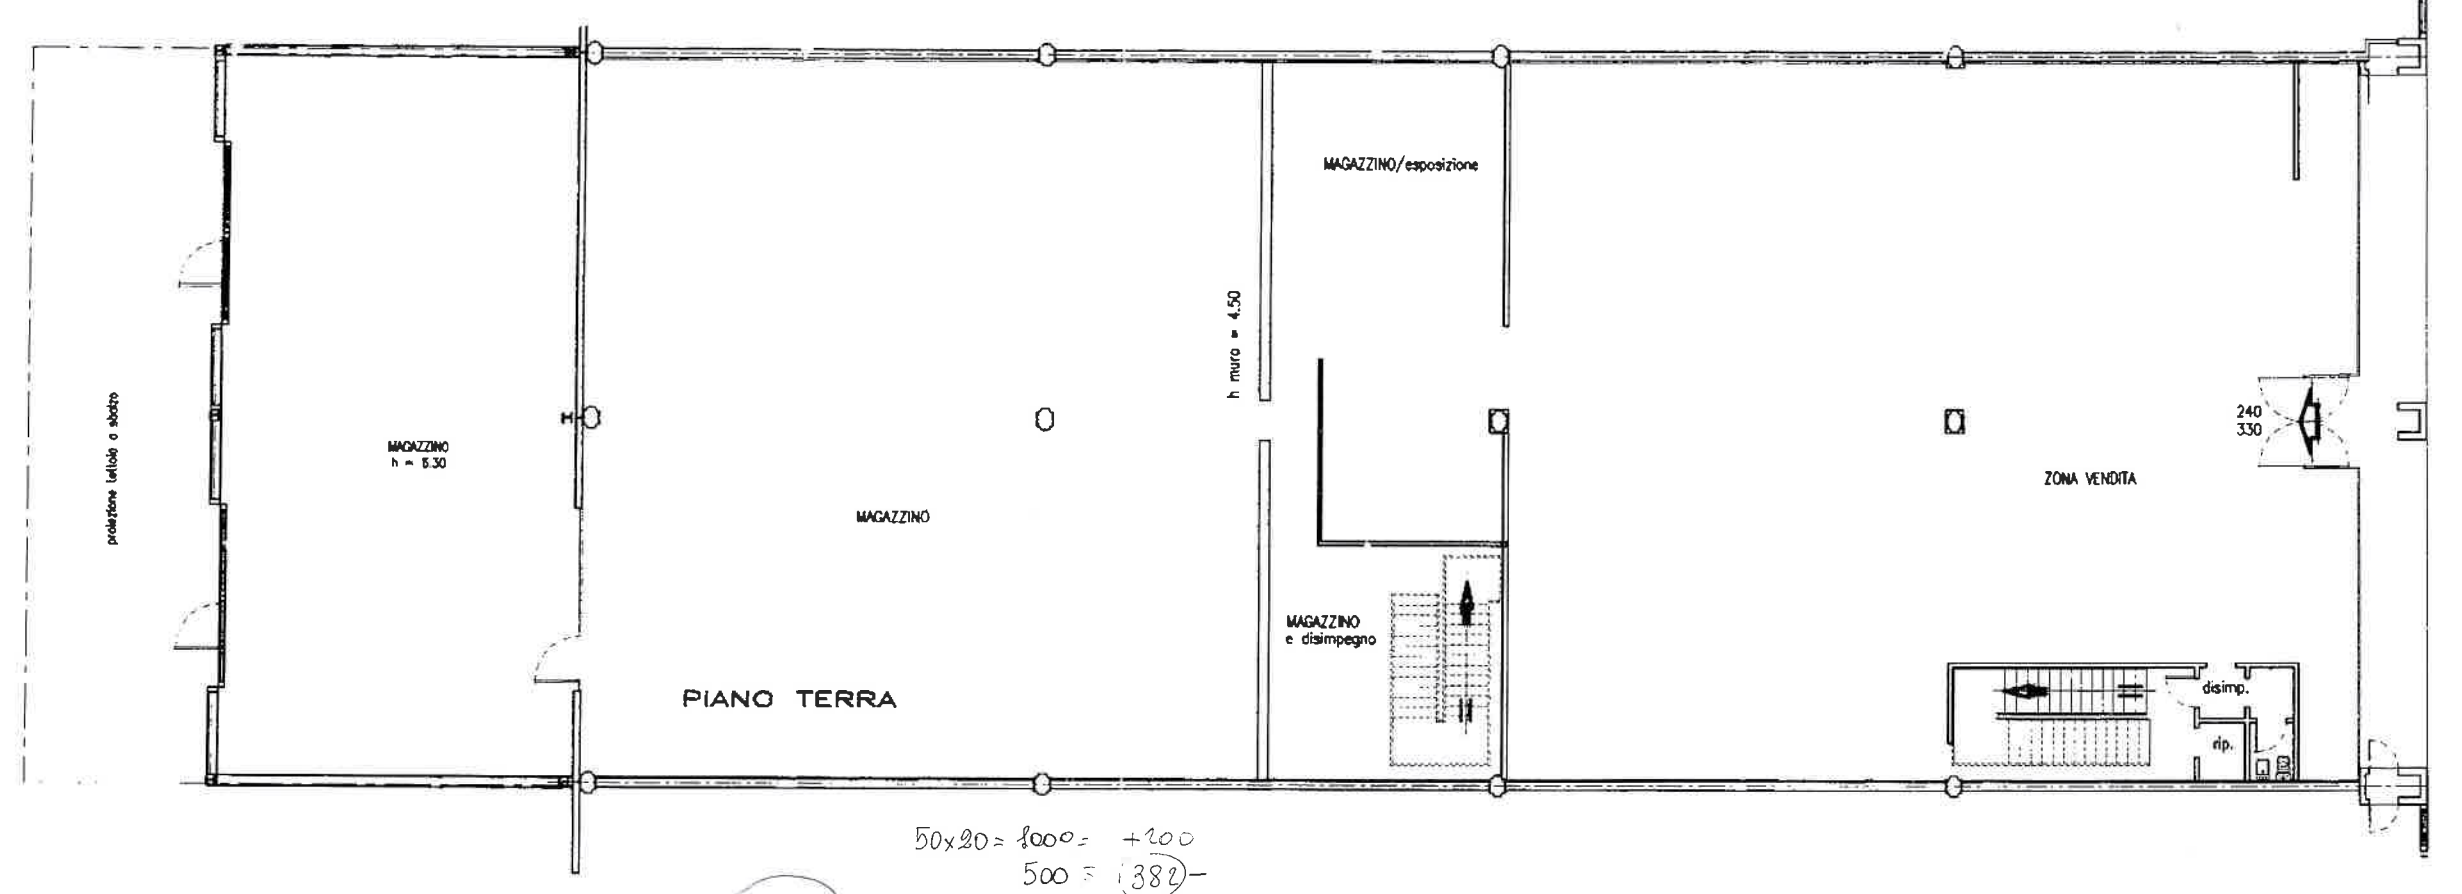 MAGAZZINO/esposizione
h muro = 4.50
proiezione tettoia a sbalzo
MAGAZZINO
h = 5.30
MAGAZZINO
240
330
ZONA VENDITA
MAGAZZINO
e disimpegno
PIANO TERRA
disimp.
rip.
50x20= 1000= +200
500 = 382 -